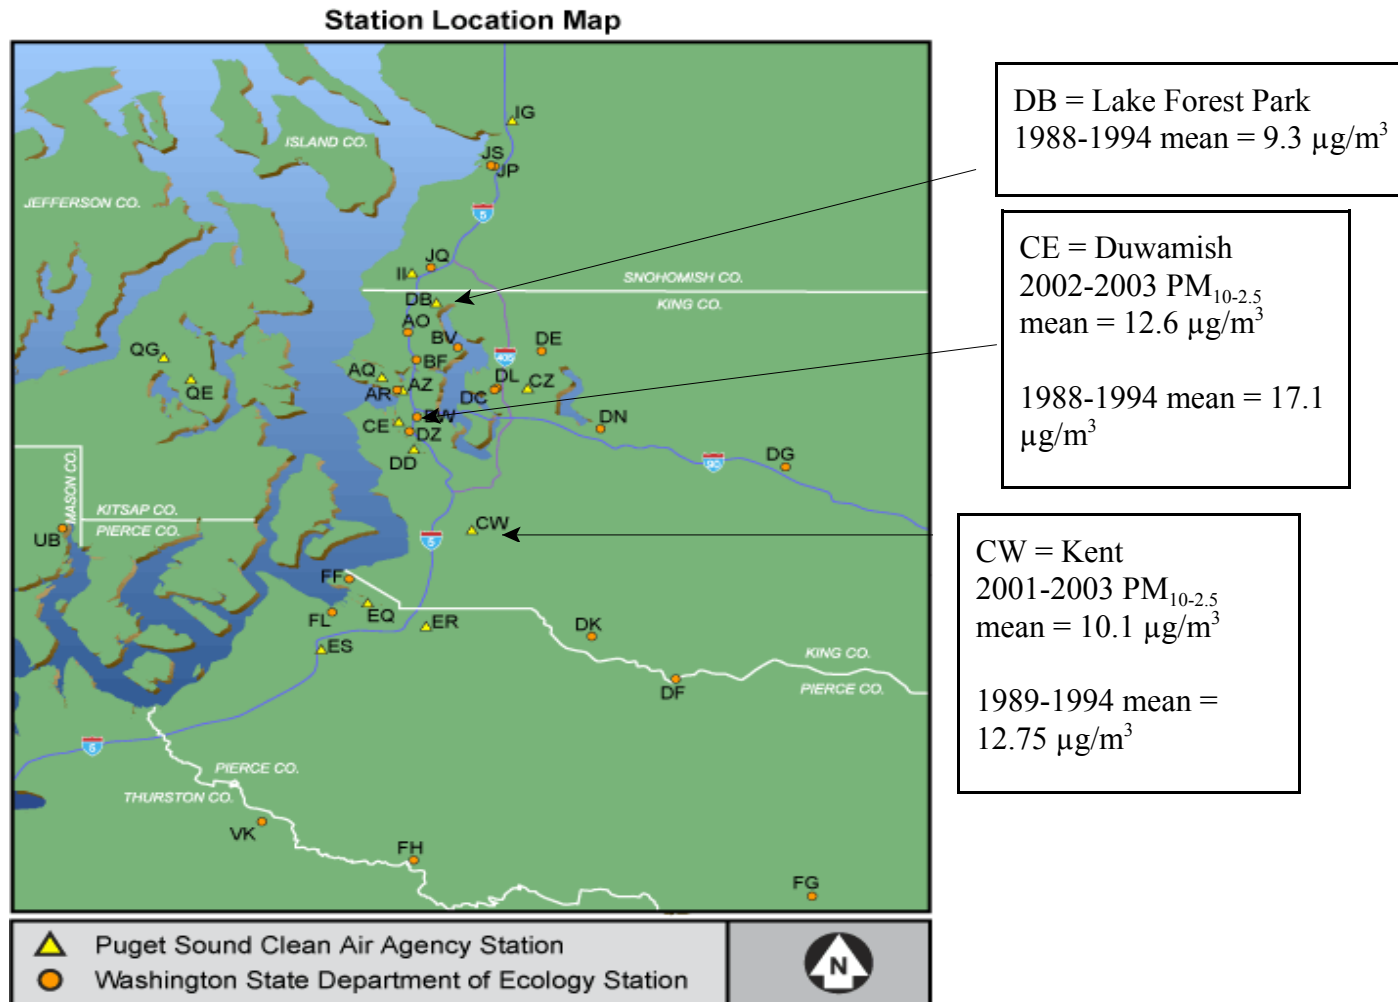 Station Location Map
IG
ISLAND CO.
JS
JP
JEFFERSON CO.
5
JQ
II
SNOHOMISH CO.
DB
KING CO.
AO
BV
DE
QG
BF
405
AQ
DL
QE
AR
AZ
DC
CZ
BW
CE
DZ
DN
DD
DG
90
MASON CO.
KITSAP CO.
PIERCE CO.
UB
CW
5
FF
EQ
FL
ER
DK
ES
KING CO.
DF
PIERCE CO.
5
PIERCE CO.
THURSTON CO.
VK
FH
FG
Puget Sound Clean Air Agency Station
Washington State Department of Ecology Station
N
DB = Lake Forest Park
1988-1994 mean = 9.3 µg/m³
CE = Duwamish
2002-2003 PM₁₀₋₂.₅
mean = 12.6 µg/m³
1988-1994 mean = 17.1
µg/m³
CW = Kent
2001-2003 PM₁₀₋₂.₅
mean = 10.1 µg/m³
1989-1994 mean =
12.75 µg/m³